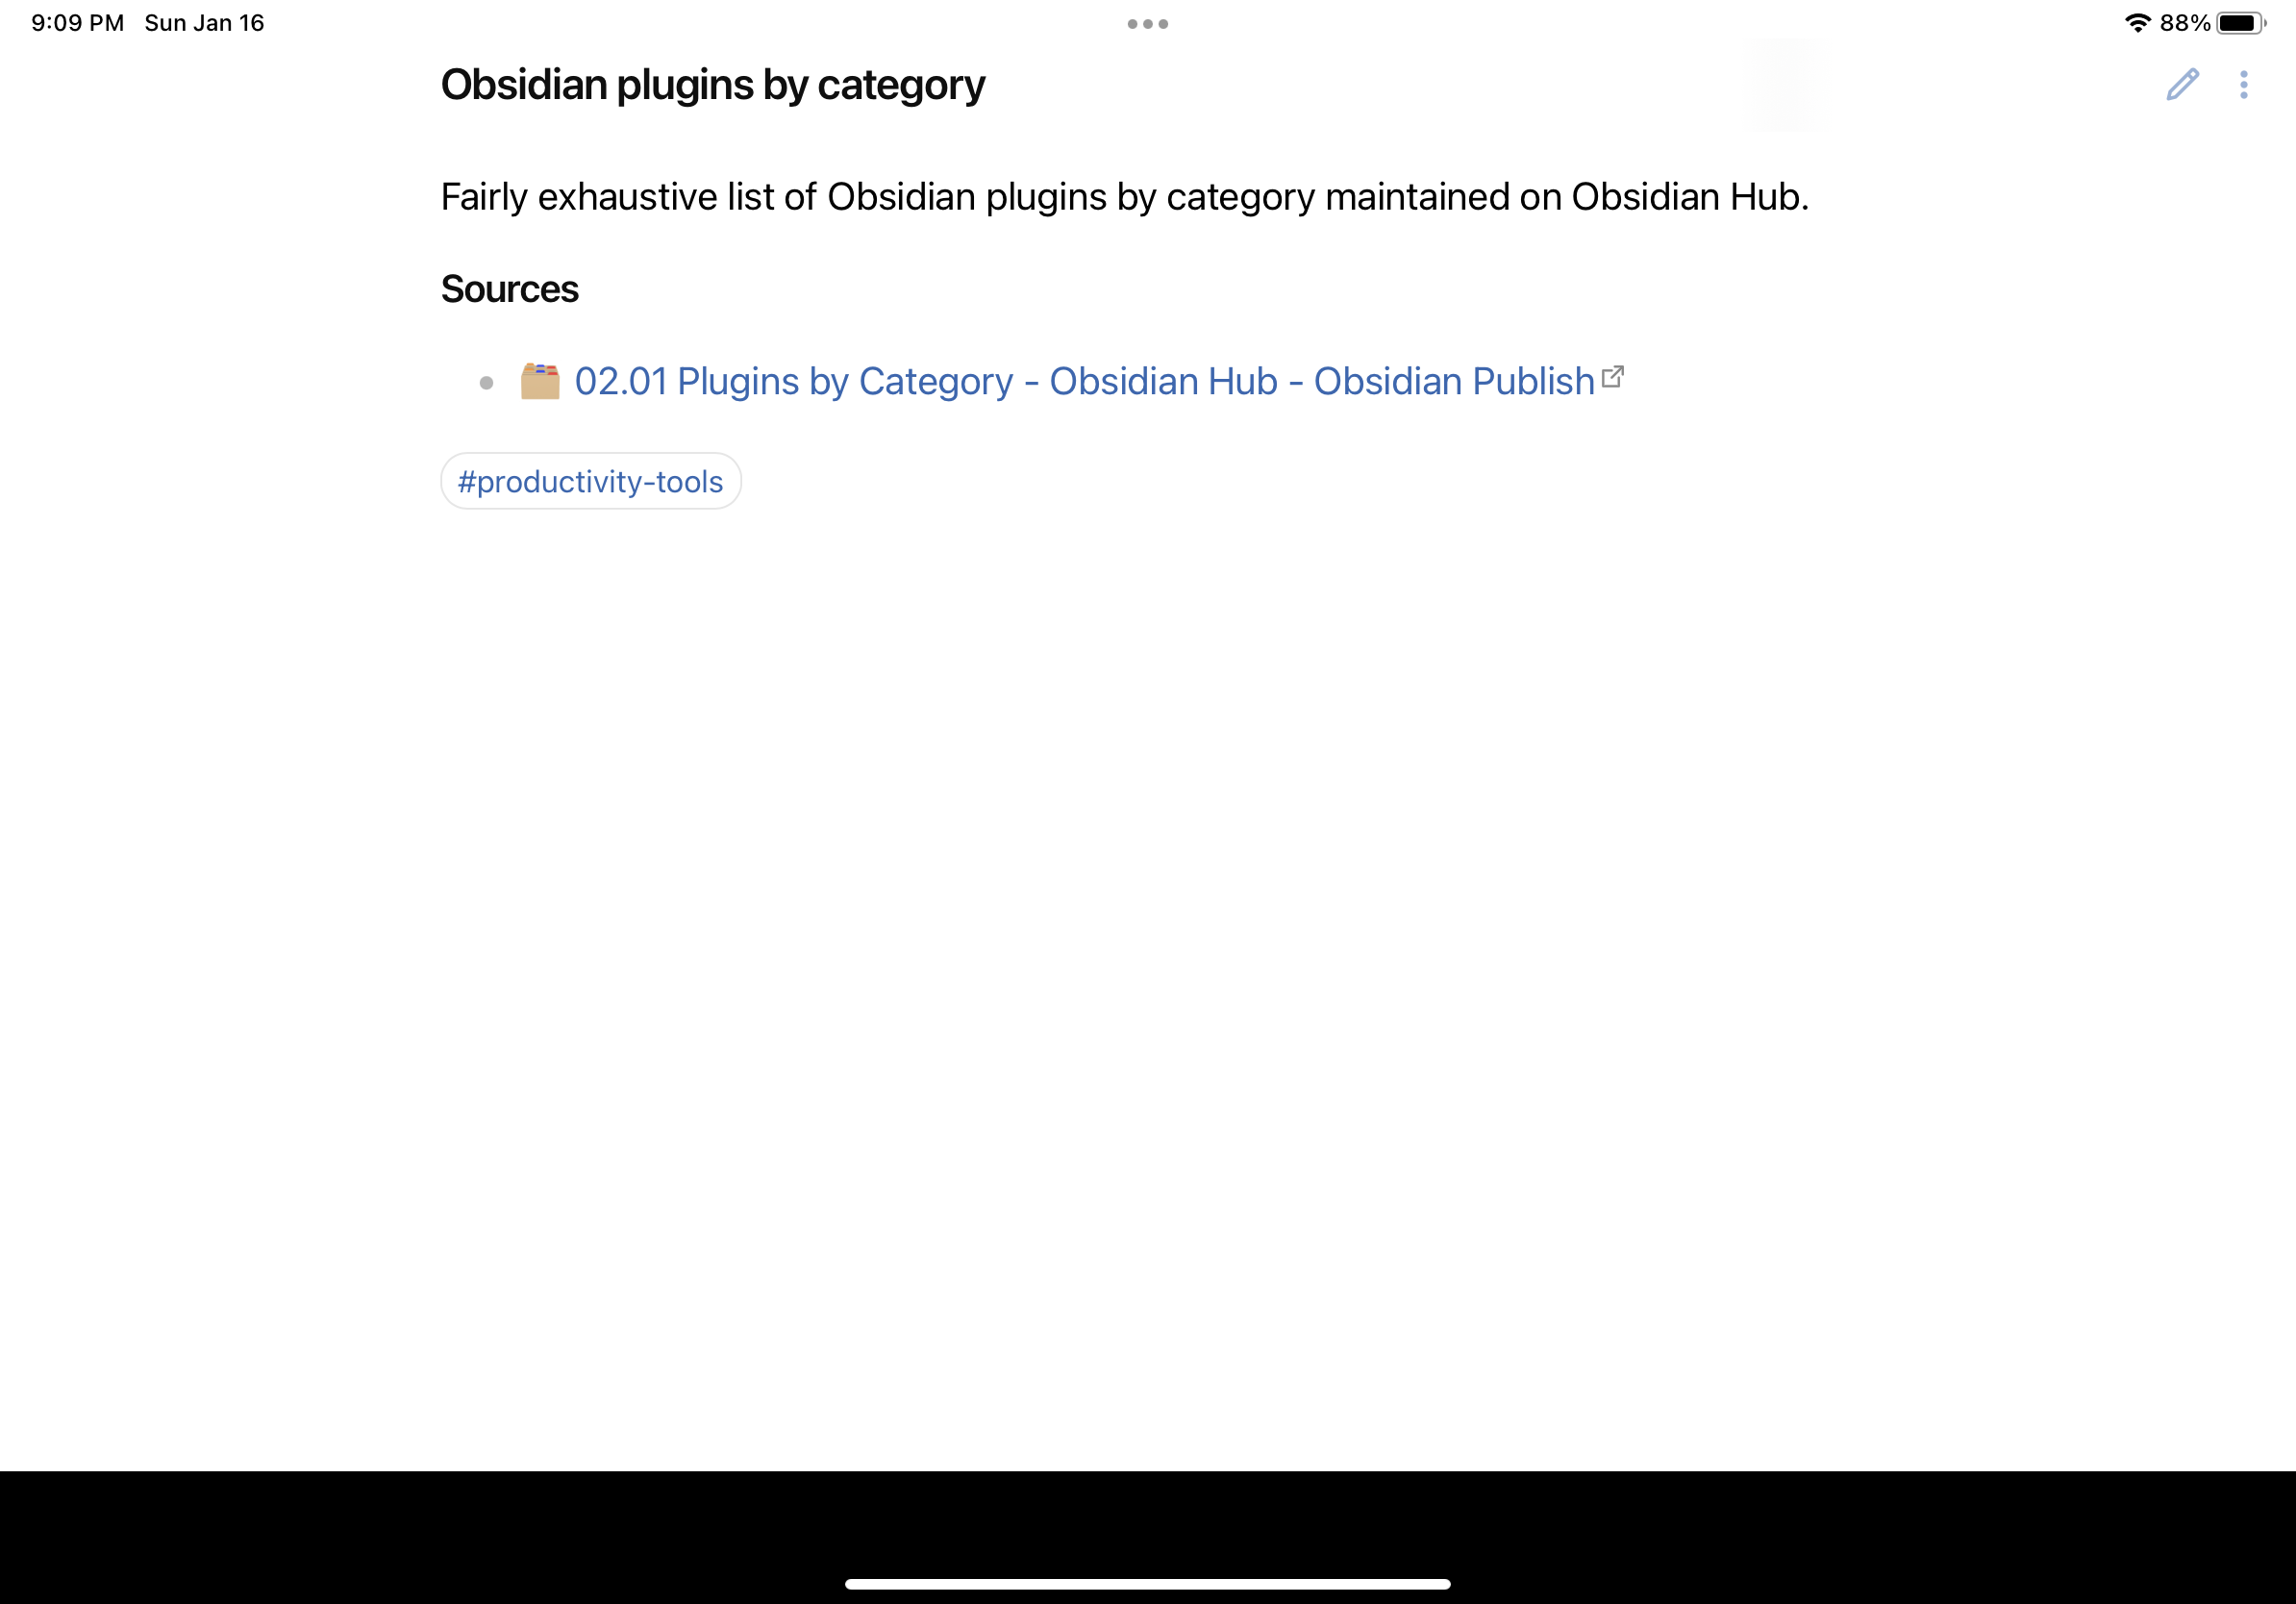 9:09 PM Sun Jan 16
88%
Obsidian plugins by category
Fairly exhaustive list of Obsidian plugins by category maintained on Obsidian Hub.
Sources
🗂 02.01 Plugins by Category - Obsidian Hub - Obsidian Publish
#productivity-tools